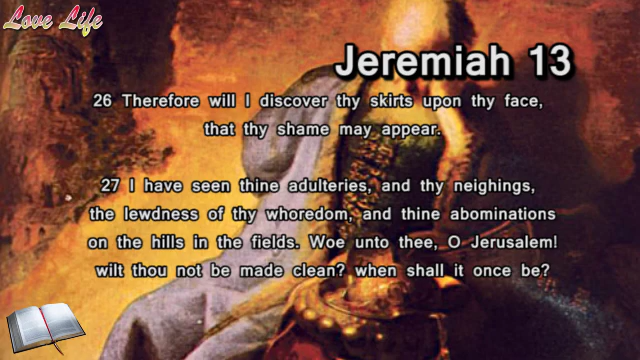 Love Life
Jeremiah 13
26 Therefore will I discover thy skirts upon thy face,
that thy shame may appear.
27 I have seen thine adulteries, and thy neighings,
the lewdness of thy whoredom, and thine abominations
on the hills in the fields. Woe unto thee, O Jerusalem!
wilt thou not be made clean? when shall it once be?